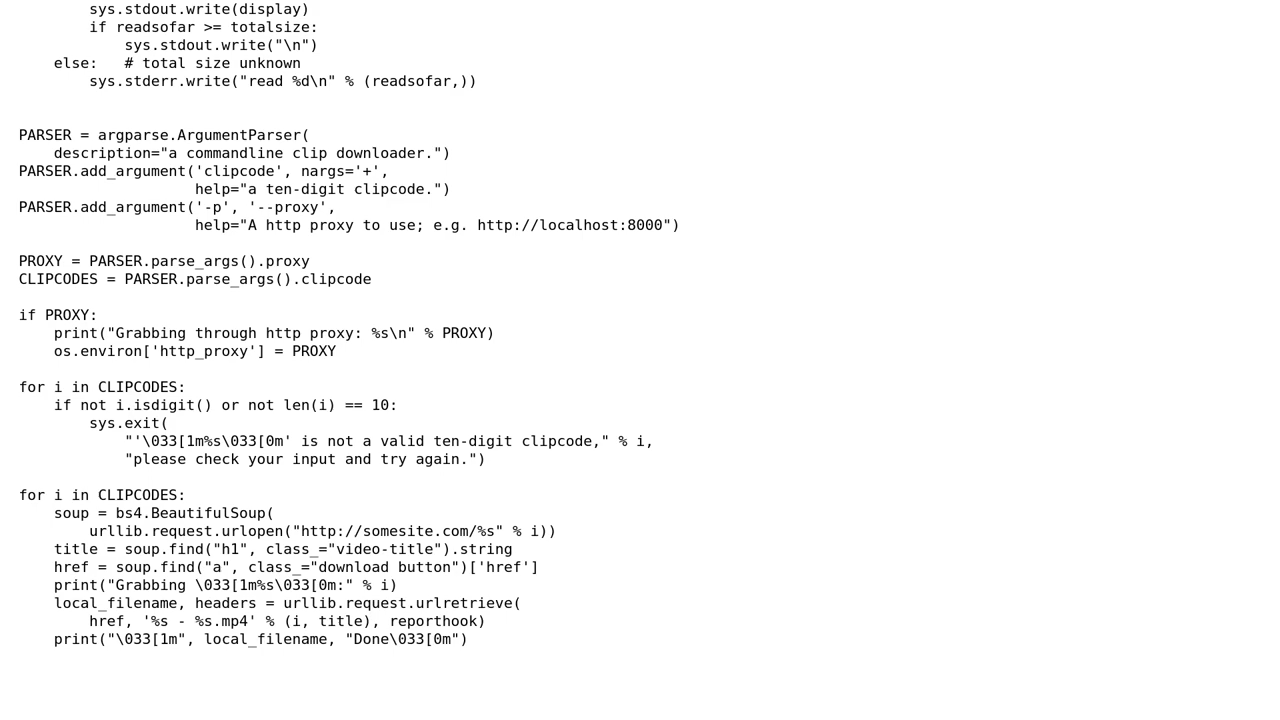 sys.stdout.write(display)
        if readsofar >= totalsize:
            sys.stdout.write("\n")
    else:   # total size unknown
        sys.stderr.write("read %d\n" % (readsofar,))


PARSER = argparse.ArgumentParser(
    description="a commandline clip downloader.")
PARSER.add_argument('clipcode', nargs='+',
                    help="a ten-digit clipcode.")
PARSER.add_argument('-p', '--proxy',
                    help="A http proxy to use; e.g. http://localhost:8000")

PROXY = PARSER.parse_args().proxy
CLIPCODES = PARSER.parse_args().clipcode

if PROXY:
    print("Grabbing through http proxy: %s\n" % PROXY)
    os.environ['http_proxy'] = PROXY

for i in CLIPCODES:
    if not i.isdigit() or not len(i) == 10:
        sys.exit(
            "'\033[1m%s\033[0m' is not a valid ten-digit clipcode," % i,
            "please check your input and try again.")

for i in CLIPCODES:
    soup = bs4.BeautifulSoup(
        urllib.request.urlopen("http://somesite.com/%s" % i))
    title = soup.find("h1", class_="video-title").string
    href = soup.find("a", class_="download button")['href']
    print("Grabbing \033[1m%s\033[0m:" % i)
    local_filename, headers = urllib.request.urlretrieve(
        href, '%s - %s.mp4' % (i, title), reporthook)
    print("\033[1m", local_filename, "Done\033[0m")